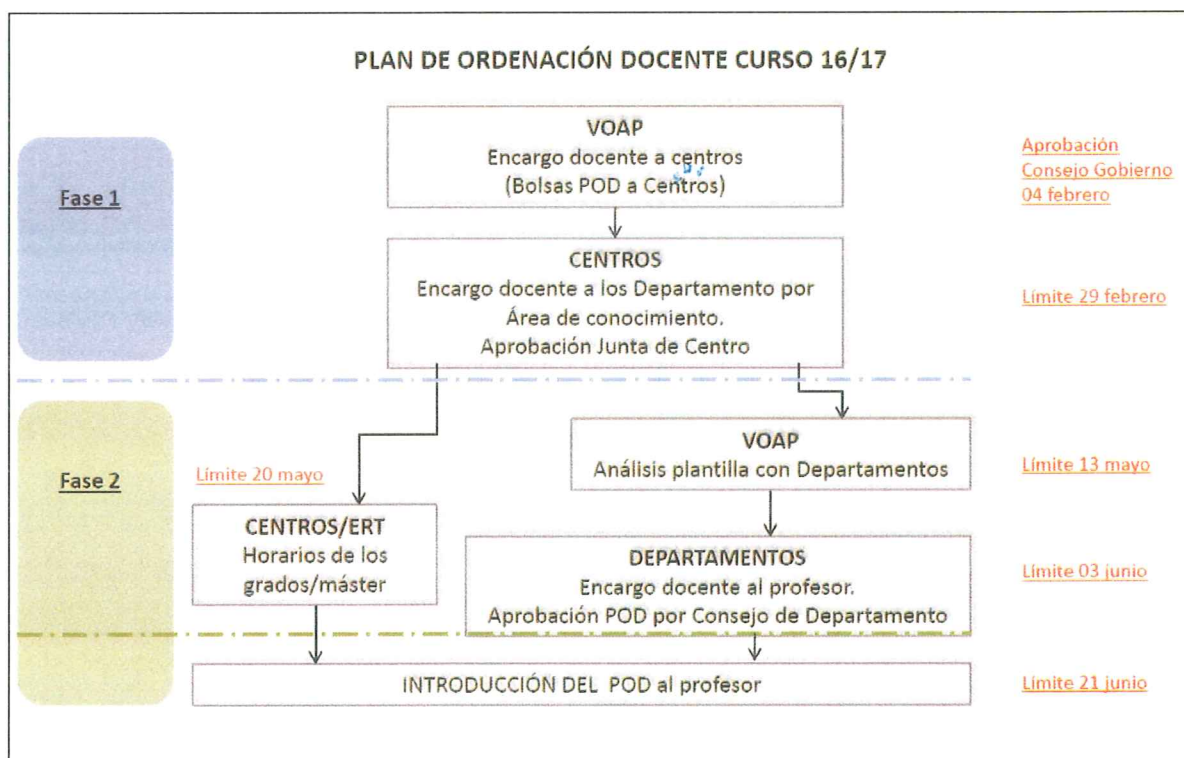 PLAN DE ORDENACIÓN DOCENTE CURSO 16/17
Fase 1
VOAP
Encargo docente a centros
(Bolsas POD a Centros)
Aprobación
Consejo Gobierno
04 febrero
CENTROS
Encargo docente a los Departamento por
Área de conocimiento.
Aprobación Junta de Centro
Límite 29 febrero
Fase 2
VOAP
Análisis plantilla con Departamentos
Límite 13 mayo
Límite 20 mayo
CENTROS/ERT
Horarios de los
grados/máster
DEPARTAMENTOS
Encargo docente al profesor.
Aprobación POD por Consejo de Departamento
Límite 03 junio
INTRODUCCIÓN DEL POD al profesor
Límite 21 junio